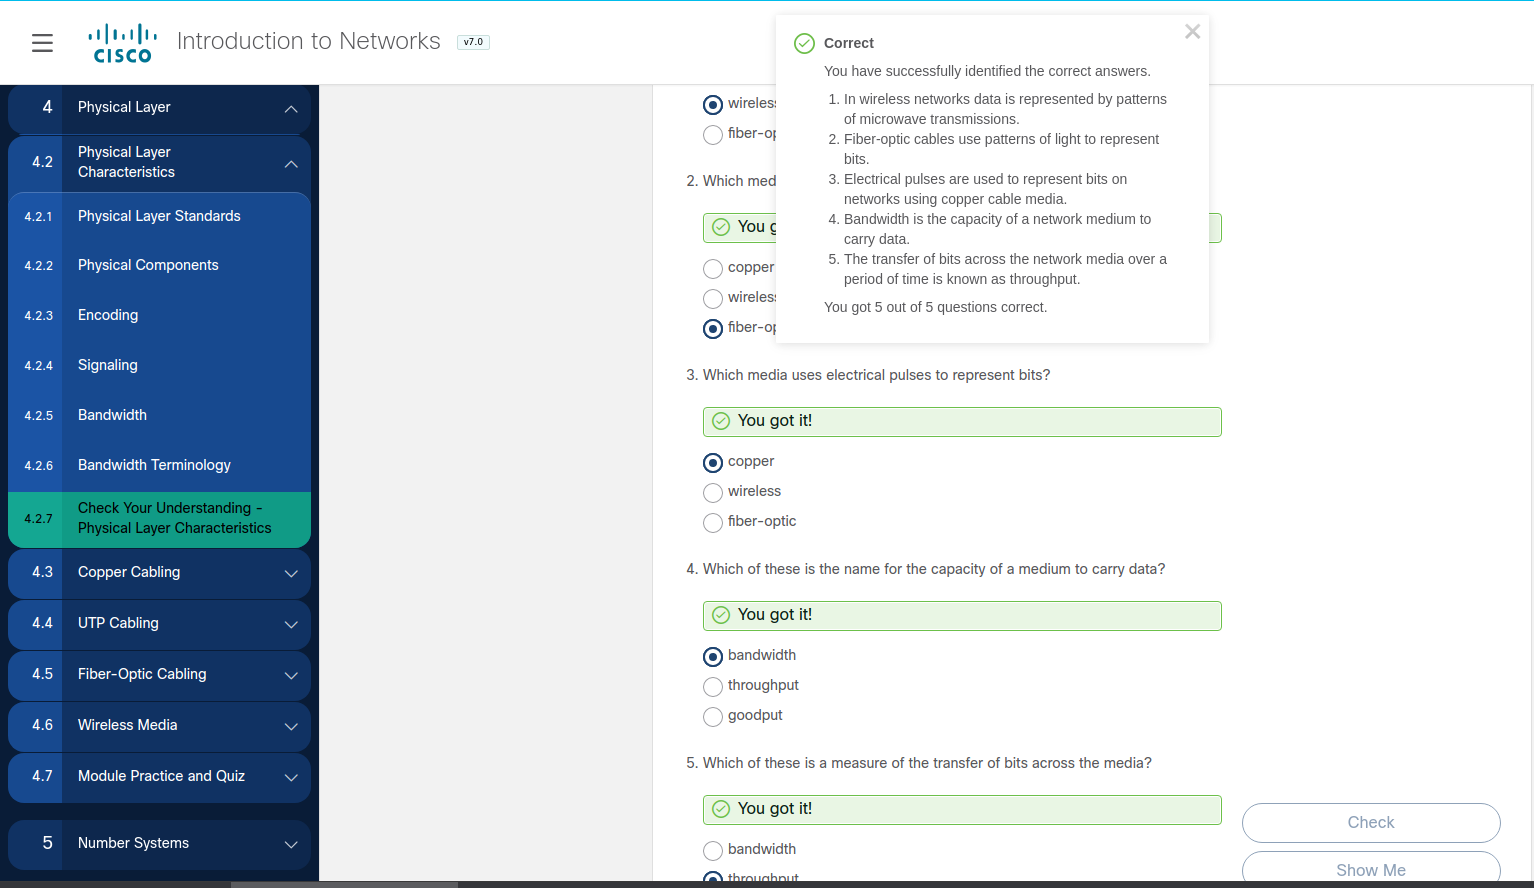 CISCO
Introduction to Networks
v7.0
4
Physical Layer
4.2
Physical Layer
Characteristics
4.2.1
Physical Layer Standards
4.2.2
Physical Components
4.2.3
Encoding
4.2.4
Signaling
4.2.5
Bandwidth
4.2.6
Bandwidth Terminology
4.2.7
Check Your Understanding -
Physical Layer Characteristics
4.3
Copper Cabling
4.4
UTP Cabling
4.5
Fiber-Optic Cabling
4.6
Wireless Media
4.7
Module Practice and Quiz
5
Number Systems
Correct
You have successfully identified the correct answers.
1. In wireless networks data is represented by patterns
of microwave transmissions.
2. Fiber-optic cables use patterns of light to represent
bits.
3. Electrical pulses are used to represent bits on
networks using copper cable media.
4. Bandwidth is the capacity of a network medium to
carry data.
5. The transfer of bits across the network media over a
period of time is known as throughput.
You got 5 out of 5 questions correct.
wireless
fiber-op
2. Which med
You g
copper
wireless
fiber-op
3. Which media uses electrical pulses to represent bits?
You got it!
copper
wireless
fiber-optic
4. Which of these is the name for the capacity of a medium to carry data?
You got it!
bandwidth
throughput
goodput
5. Which of these is a measure of the transfer of bits across the media?
You got it!
bandwidth
throughput
Check
Show Me